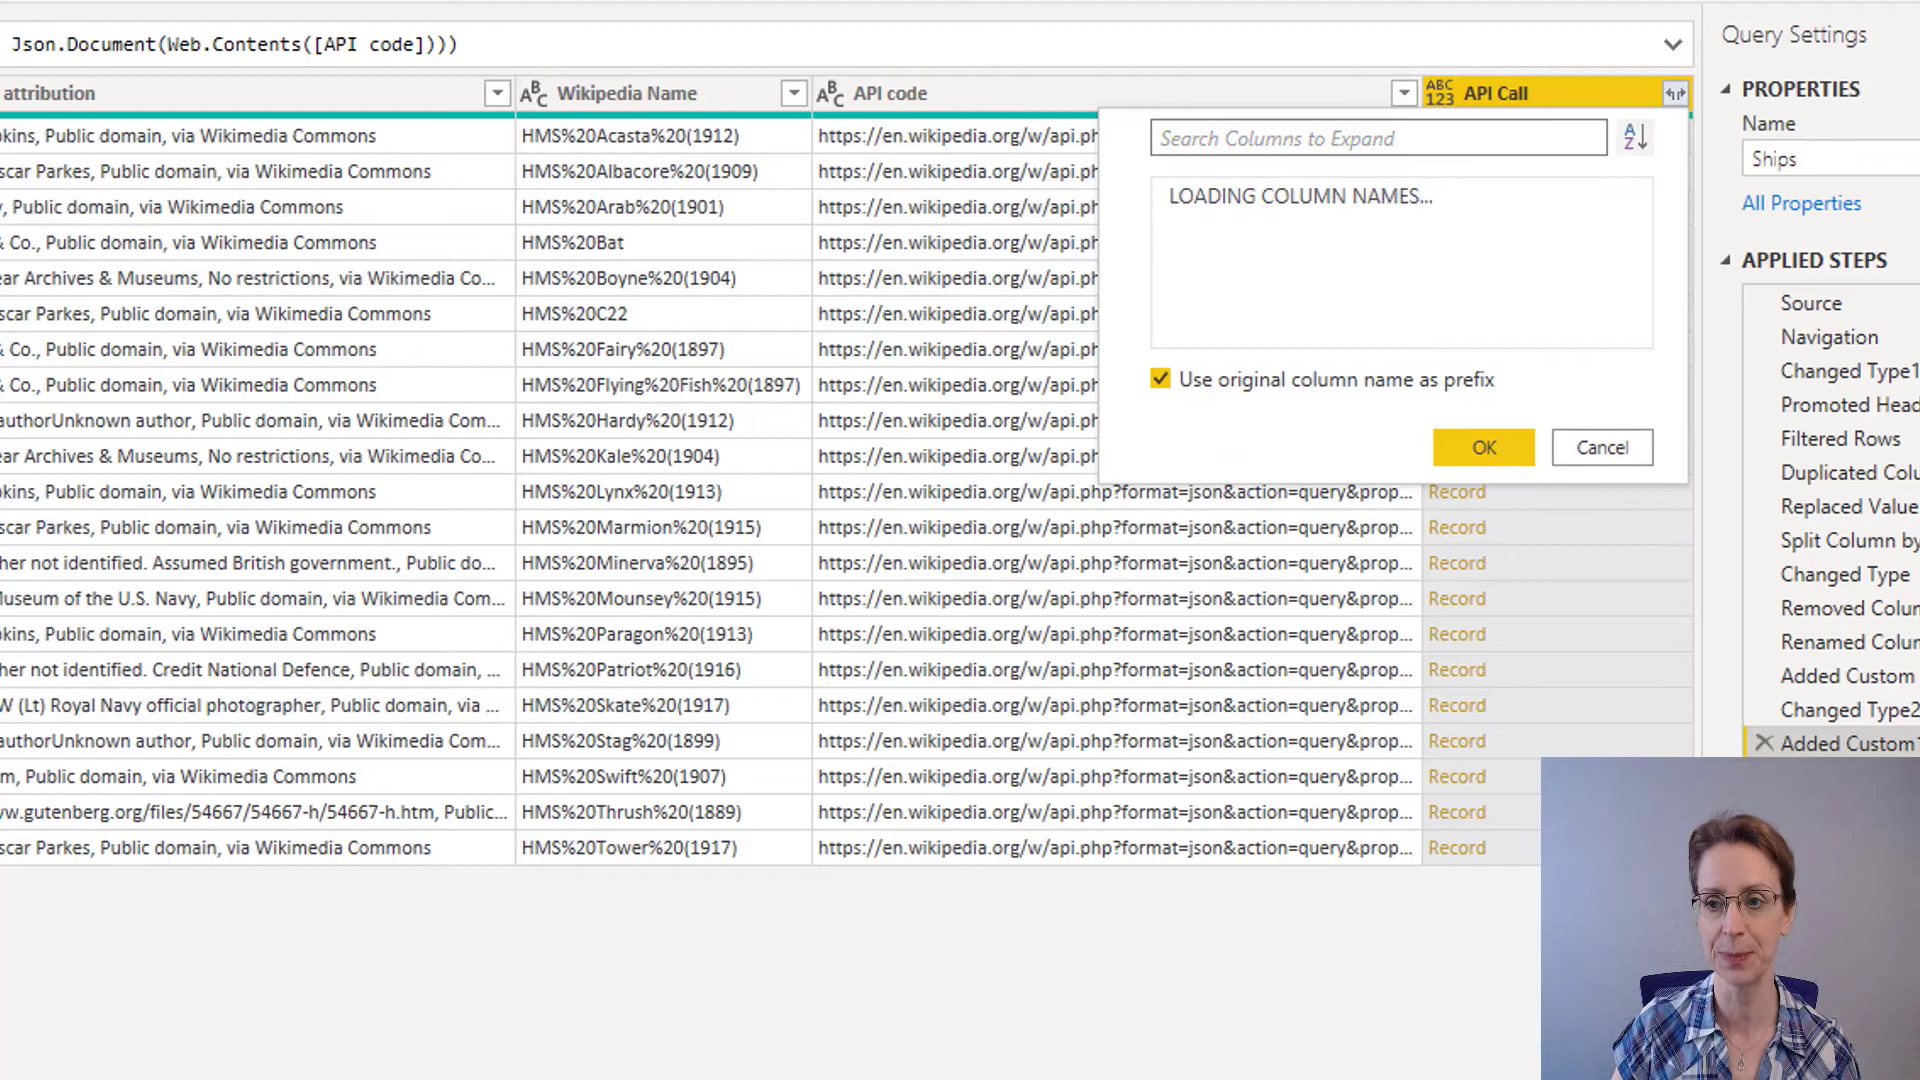 Json.Document(Web.Contents([API code])))
attribution
ABC Wikipedia Name
ABC API code
ABC 123 API Call
kins, Public domain, via Wikimedia Commons HMS%20Acasta%20(1912) https://en.wikipedia.org/w/api.ph
scar Parkes, Public domain, via Wikimedia Commons HMS%20Albacore%20(1909) https://en.wikipedia.org/w/api.ph
, Public domain, via Wikimedia Commons HMS%20Arab%20(1901) https://en.wikipedia.org/w/api.ph
& Co., Public domain, via Wikimedia Commons HMS%20Bat https://en.wikipedia.org/w/api.ph
ear Archives & Museums, No restrictions, via Wikimedia Co... HMS%20Boyne%20(1904) https://en.wikipedia.org/w/api.ph
scar Parkes, Public domain, via Wikimedia Commons HMS%20C22 https://en.wikipedia.org/w/api.ph
& Co., Public domain, via Wikimedia Commons HMS%20Fairy%20(1897) https://en.wikipedia.org/w/api.ph
& Co., Public domain, via Wikimedia Commons HMS%20Flying%20Fish%20(1897) https://en.wikipedia.org/w/api.ph
authorUnknown author, Public domain, via Wikimedia Com... HMS%20Hardy%20(1912) https://en.wikipedia.org/w/api.ph
ear Archives & Museums, No restrictions, via Wikimedia Co... HMS%20Kale%20(1904) https://en.wikipedia.org/w/api.ph
kins, Public domain, via Wikimedia Commons HMS%20Lynx%20(1913) https://en.wikipedia.org/w/api.php?format=json&action=query&prop... Record
scar Parkes, Public domain, via Wikimedia Commons HMS%20Marmion%20(1915) https://en.wikipedia.org/w/api.php?format=json&action=query&prop... Record
her not identified. Assumed British government., Public do... HMS%20Minerva%20(1895) https://en.wikipedia.org/w/api.php?format=json&action=query&prop... Record
Museum of the U.S. Navy, Public domain, via Wikimedia Com... HMS%20Mounsey%20(1915) https://en.wikipedia.org/w/api.php?format=json&action=query&prop... Record
kins, Public domain, via Wikimedia Commons HMS%20Paragon%20(1913) https://en.wikipedia.org/w/api.php?format=json&action=query&prop... Record
her not identified. Credit National Defence, Public domain, ... HMS%20Patriot%20(1916) https://en.wikipedia.org/w/api.php?format=json&action=query&prop... Record
W (Lt) Royal Navy official photographer, Public domain, via ... HMS%20Skate%20(1917) https://en.wikipedia.org/w/api.php?format=json&action=query&prop... Record
authorUnknown author, Public domain, via Wikimedia Com... HMS%20Stag%20(1899) https://en.wikipedia.org/w/api.php?format=json&action=query&prop... Record
m, Public domain, via Wikimedia Commons HMS%20Swift%20(1907) https://en.wikipedia.org/w/api.php?format=json&action=query&prop... Record
vw.gutenberg.org/files/54667/54667-h/54667-h.htm, Public... HMS%20Thrush%20(1889) https://en.wikipedia.org/w/api.php?format=json&action=query&prop... Record
scar Parkes, Public domain, via Wikimedia Commons HMS%20Tower%20(1917) https://en.wikipedia.org/w/api.php?format=json&action=query&prop... Record
Search Columns to Expand
AZ
LOADING COLUMN NAMES...
Use original column name as prefix
OK
Cancel
Query Settings
PROPERTIES
Name
Ships
All Properties
APPLIED STEPS
Source
Navigation
Changed Type1
Promoted Head
Filtered Rows
Duplicated Colu
Replaced Value
Split Column by
Changed Type
Removed Colum
Renamed Colum
Added Custom
Changed Type2
Added Custom1